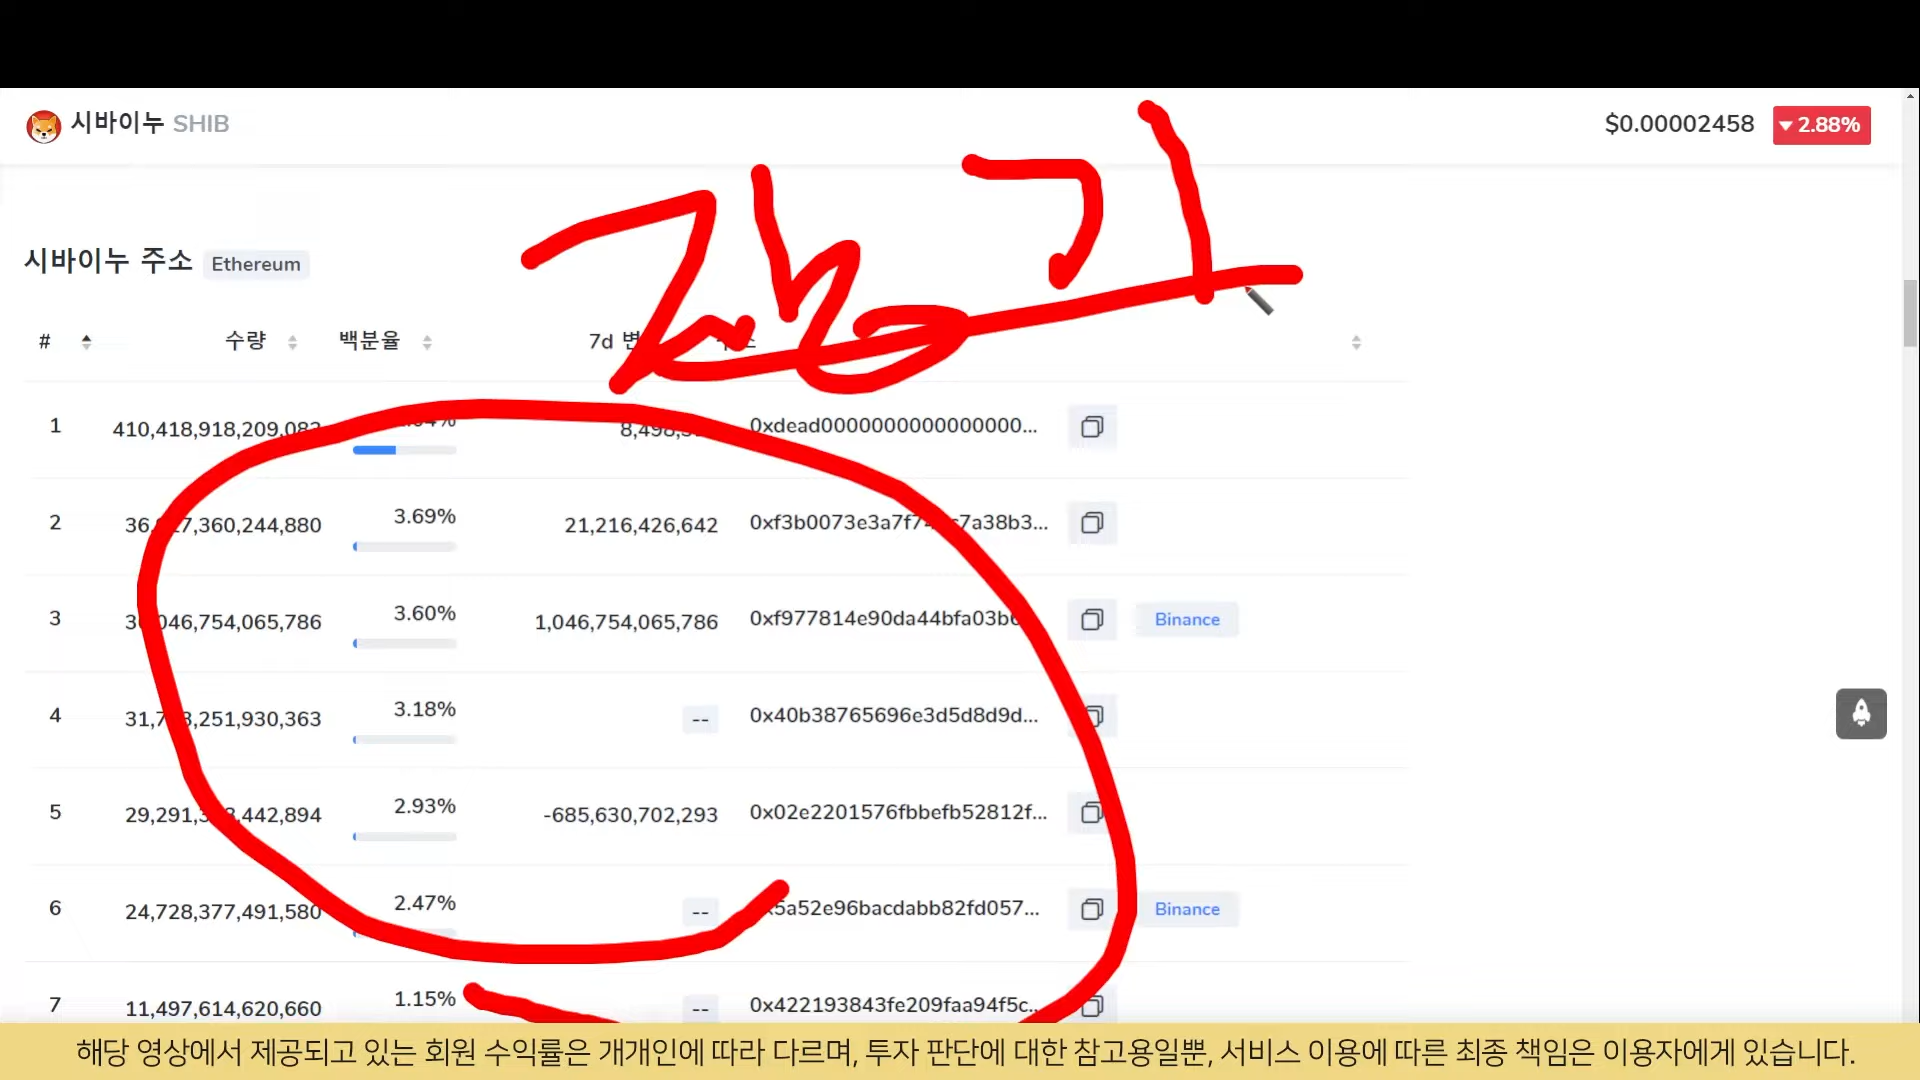 시바이누 SHIB $0.00002458 2.88%
시바이누 주소 Ethereum
# 수량 백분율 7d
1 8,498, 0xdead0000000000000000...
2 3.69% 21,216,426,642
3 3.60% 1,046,754,065,786 Binance
4 3.18% -- 0x40b38765696e3d5d8d9d...
5 2.93% -685,630,702,293 0x02e2201576fbbefb52812f...
6 24,728,377,491,580 2.47% -- Binance
7 11,497,614,620,660 1.15% -- 0x422193843fe209faa94f5c...
해당 영상에서 제공되고 있는 회원 수익률은 개개인에 따라 다르며, 투자 판단에 대한 참고용일뿐, 서비스 이용에 따른 최종 책임은 이용자에게 있습니다.